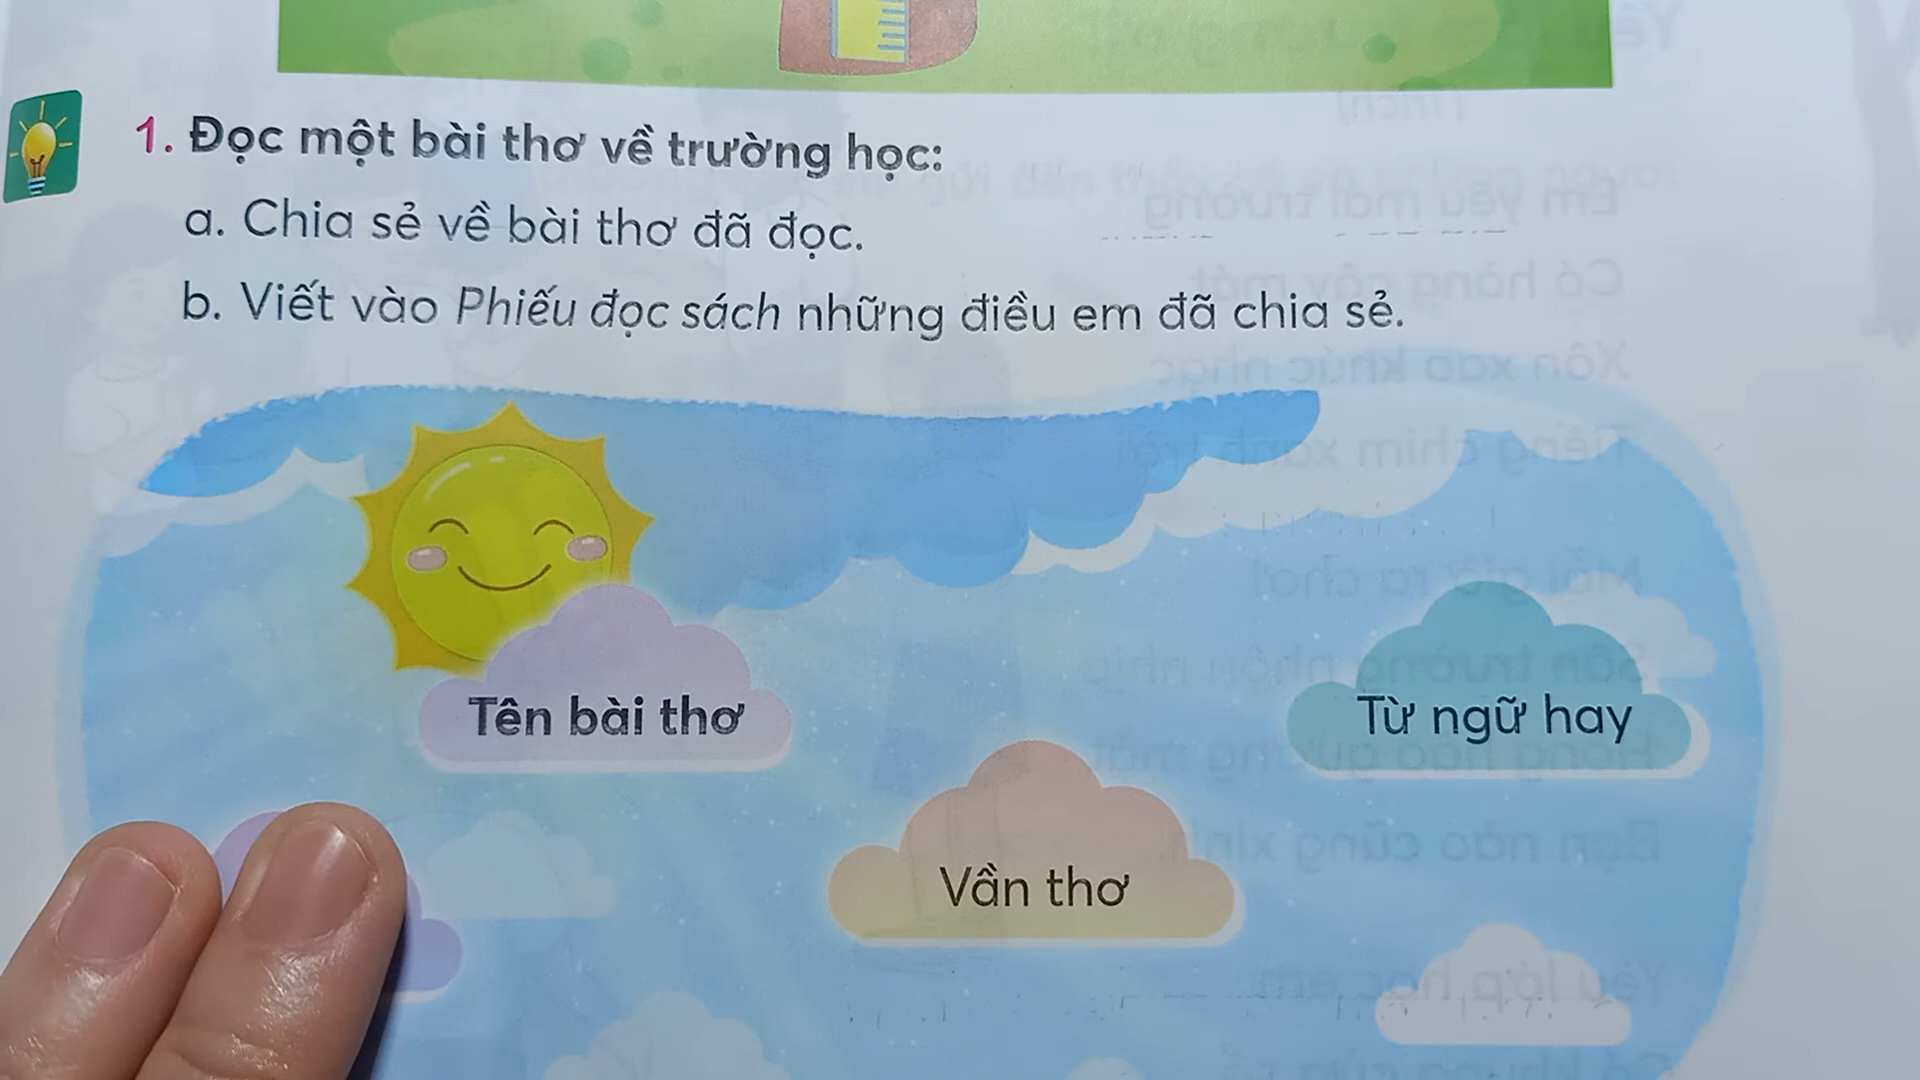 1. Đọc một bài thơ về trường học:
a. Chia sẻ về bài thơ đã đọc.
b. Viết vào Phiếu đọc sách những điều em đã chia sẻ.
Tên bài thơ
Từ ngữ hay
Vần thơ